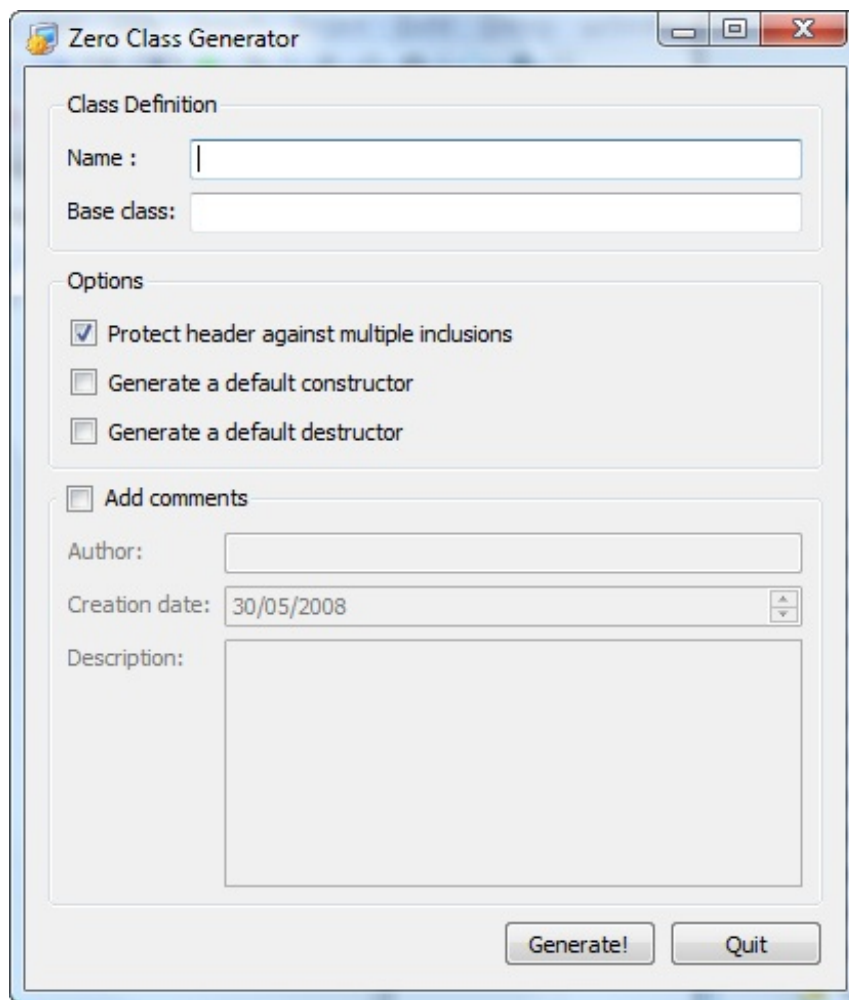 Zero Class Generator
Class Definition
Name :
Base class:
Options
Protect header against multiple inclusions
Generate a default constructor
Generate a default destructor
Add comments
Author:
Creation date: 30/05/2008
Description:
Generate! Quit